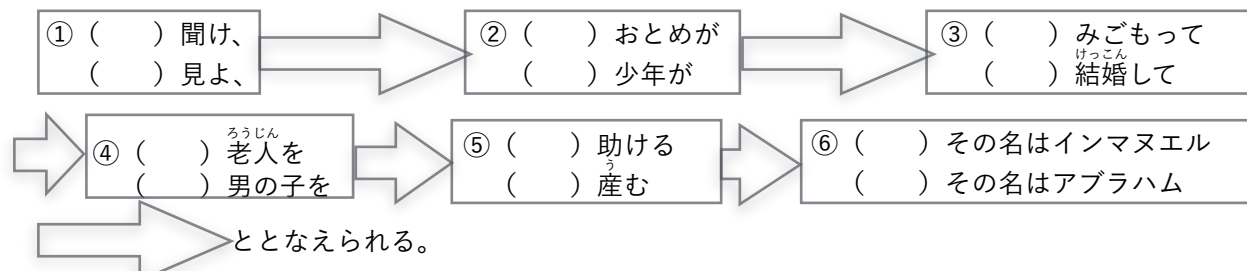 ①（　　）聞け、
（　　）見よ、
②（　　）おとめが
（　　）少年が
③（　　）みごもって
（　　）結婚して
けっこん
④（　　）老人を
ろうじん
（　　）男の子を
⑤（　　）助ける
（　　）産む
う
⑥（　　）その名はインマヌエル
（　　）その名はアブラハム
ととなえられる。